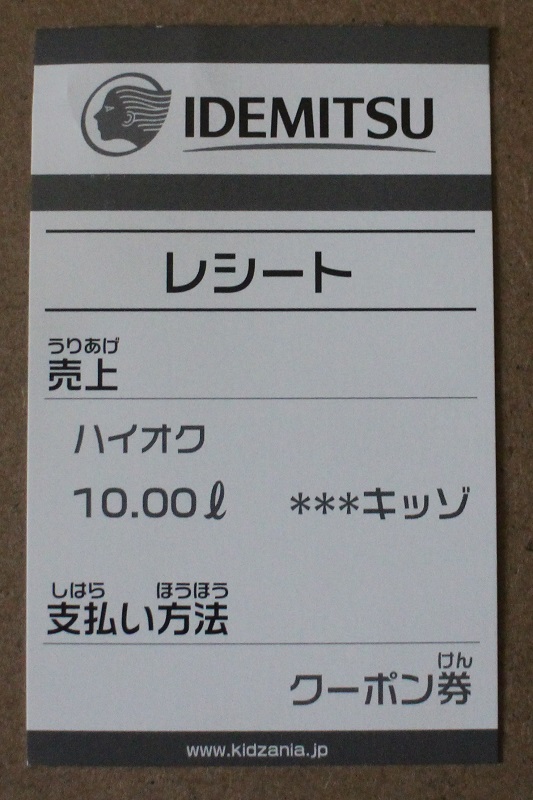 IDEMITSU
レシート
うりあげ
売上
ハイオク
10.00ℓ ***キッゾ
しはら ほうほう
支払い方法
けん
クーポン券
www.kidzania.jp